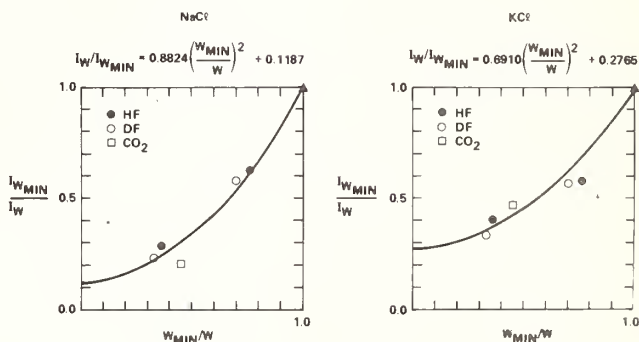 NaCℓ
I_W/I_W_MIN = 0.8824 (W_MIN/W)^2 + 0.1187
1.0
HF
DF
CO2
I_W_MIN/I_W
0.5
0.0
1.0
W_MIN/W
KCℓ
I_W/I_W_MIN = 0.6910 (W_MIN/W)^2 + 0.2765
1.0
HF
DF
CO2
I_W_MIN/I_W
0.5
0.0
1.0
W_MIN/W